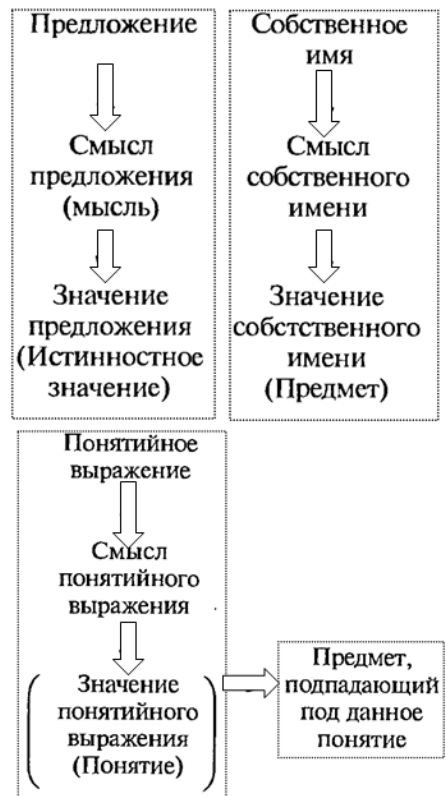 Предложение
Смысл
предложения
(мысль)
Значение
предложения
(Истинностное
значение)
Собственное
имя
Смысл
собственного
имени
Значение
собстственного
имени
(Предмет)
Понятийное
выражение
Смысл
понятийного
выражения
Значение
понятийного
выражения
(Понятие)
Предмет,
подпадающий
под данное
понятие